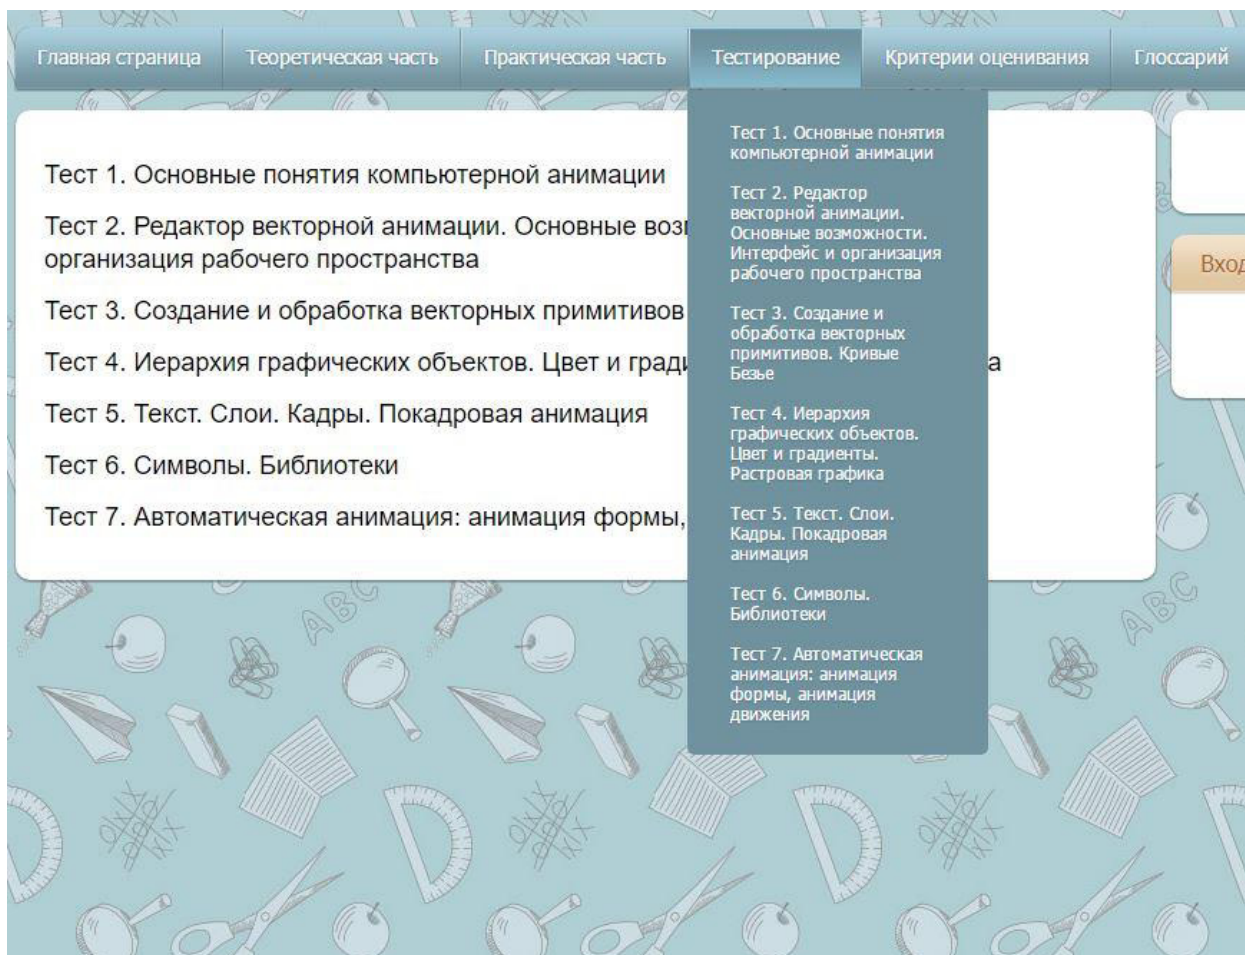 Главная страница
Теоретическая часть
Практическая часть
Тестирование
Критерии оценивания
Глоссарий
Тест 1. Основные понятия компьютерной анимации
Тест 2. Редактор векторной анимации. Основные
организация рабочего пространства
Тест 3. Создание и обработка векторных примитивов
Тест 4. Иерархия графических объектов. Цвет и
Тест 5. Текст. Слои. Кадры. Покадровая анимация
Тест 6. Символы. Библиотеки
Тест 7. Автоматическая анимация: анимация формы,
Тест 1. Основные понятия
компьютерной анимации
Тест 2. Редактор
векторной анимации.
Основные возможности.
Интерфейс и организация
рабочего пространства
Тест 3. Создание и
обработка векторных
примитивов. Кривые
Безье
Тест 4. Иерархия
графических объектов.
Цвет и градиенты.
Растровая графика
Тест 5. Текст. Слои.
Кадры. Покадровая
анимация
Тест 6. Символы.
Библиотеки
Тест 7. Автоматическая
анимация: анимация
формы, анимация
движения
Вход
ABC
ABC